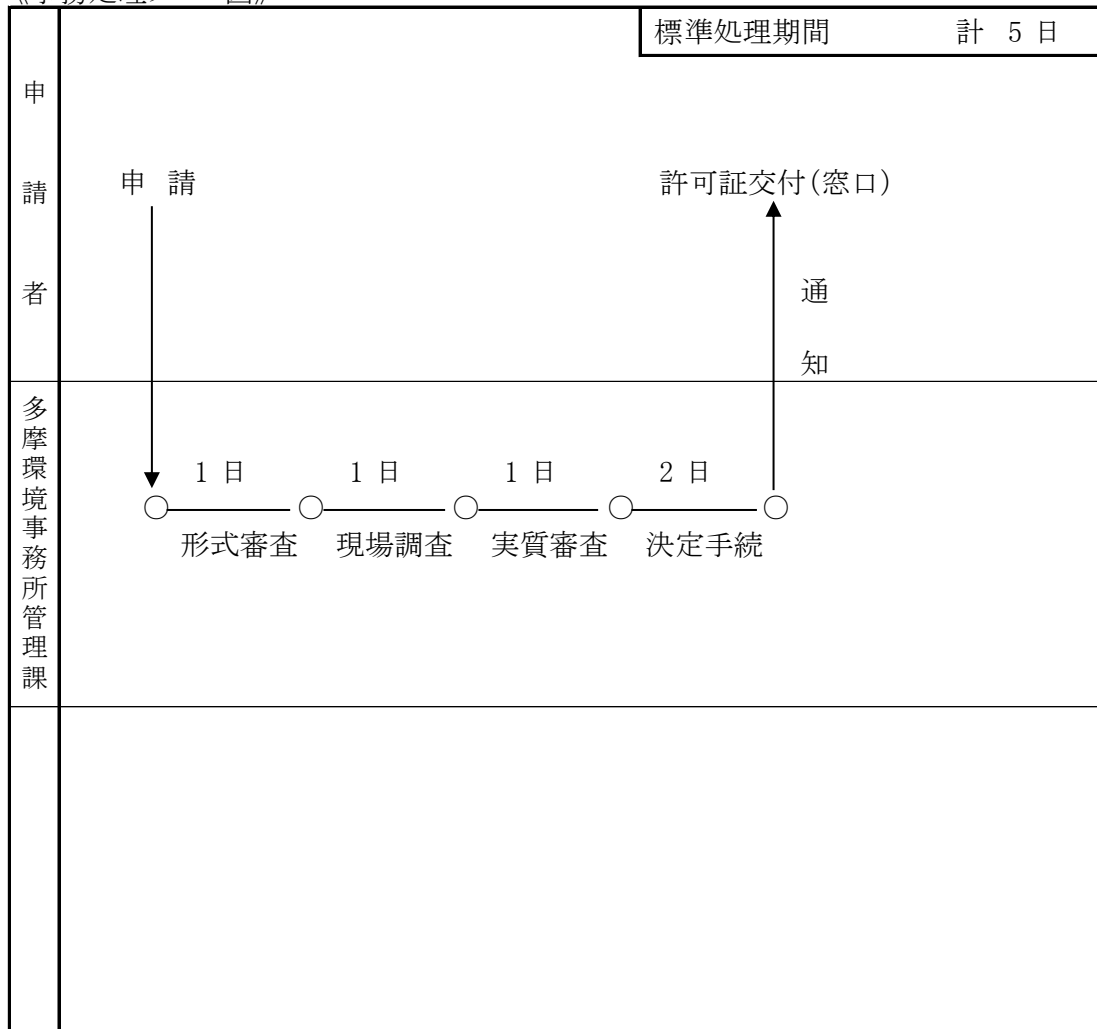 標準処理期間 計 5 日
申請者
申 請
許可証交付(窓口)
通知
多摩環境事務所管理課
1 日 1 日 1 日 2 日
形式審査 現場調査 実質審査 決定手続